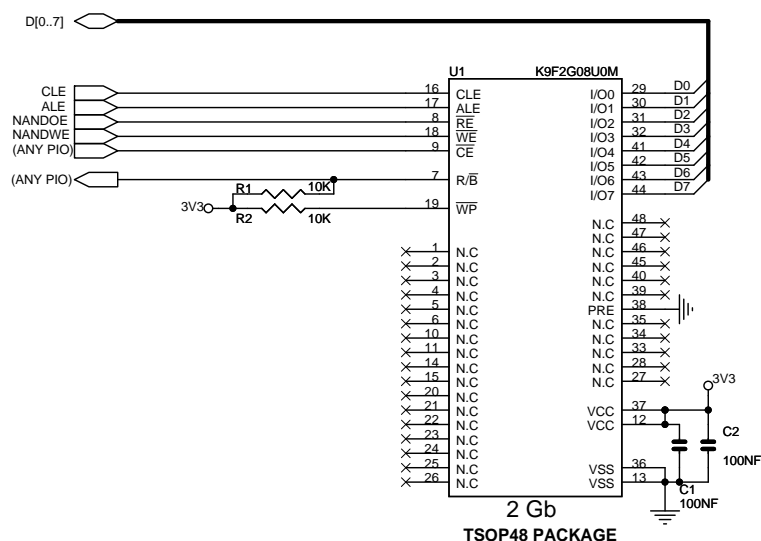 D[0..7]
U1 K9F2G08U0M
CLE 16 CLE I/O0 29 D0
ALE 17 ALE I/O1 30 D1
NANDOE 8 RE I/O2 31 D2
NANDWE 18 WE I/O3 32 D3
(ANY PIO) 9 CE I/O4 41 D4
I/O5 42 D5
(ANY PIO) 7 R/B I/O6 43 D6
I/O7 44 D7
R1 10K
3V3 19 WP
R2 10K
N.C 48
N.C 47
1 N.C N.C 46
2 N.C N.C 45
3 N.C N.C 40
4 N.C N.C 39
5 N.C PRE 38
6 N.C N.C 35
10 N.C N.C 34
11 N.C N.C 33
14 N.C N.C 28
15 N.C N.C 27
20 N.C
3V3
21 N.C VCC 37
22 N.C VCC 12
23 N.C
C2
24 N.C
100NF
25 N.C VSS 36
26 N.C VSS 13
C1
100NF
2 Gb
TSOP48 PACKAGE